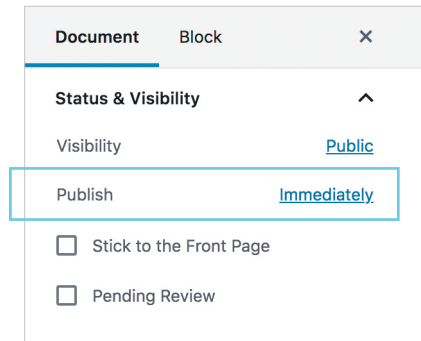 Document Block ×
Status & Visibility
Visibility Public
Publish Immediately
Stick to the Front Page
Pending Review